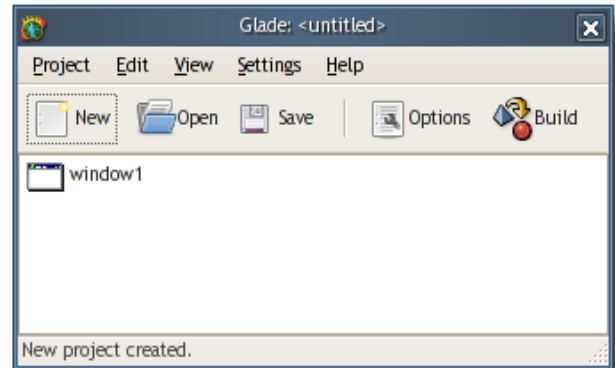 Glade: <untitled>
Project Edit View Settings Help
New Open Save Options Build
window1
New project created.